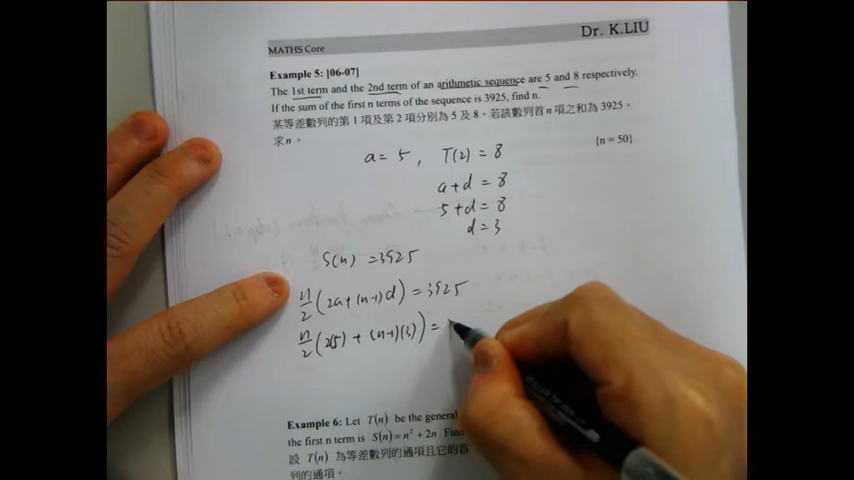 Dr. K.LIU
MATHS Core
Example 5: [06-07]
The 1st term and the 2nd term of an arithmetic sequence are 5 and 8 respectively.
If the sum of the first n terms of the sequence is 3925, find n.
某等差數列的第 1 項及第 2 項分別為 5 及 8。若該數列首 n 項之和為 3925。
求 n。
{n = 50}
a = 5 , T(2) = 8
a+d = 8
5+d = 8
d = 3
S(n) = 3925
n/2 (2a+(n-1)d) = 3925
n/2 (2(5) + (n-1)(3)) =
Example 6: Let T(n) be the general
the first n term is S(n) = n² + 2n. Find
設 T(n) 為等差數列的通項且它的首
列的通項。